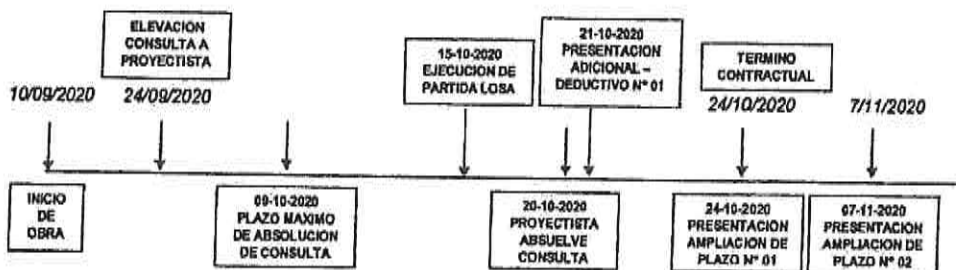 ELEVACION
CONSULTA A
PROYECTISTA
15-10-2020
EJECUCION DE
PARTIDA LOSA
21-10-2020
PRESENTACION
ADICIONAL –
DEDUCTIVO N° 01
TERMINO
CONTRACTUAL
10/09/2020
24/09/2020
24/10/2020
7/11/2020
INICIO
DE
OBRA
09-10-2020
PLAZO MAXIMO
DE ABSOLUCION
DE CONSULTA
20-10-2020
PROYECTISTA
ABSUELVE
CONSULTA
24-10-2020
PRESENTACION
AMPLIACION DE
PLAZO N° 01
07-11-2020
PRESENTACION
AMPLIACION DE
PLAZO N° 02